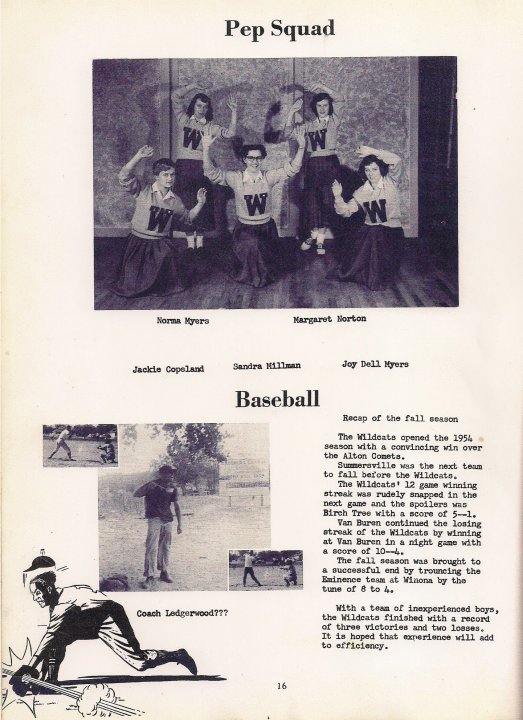 Pep Squad
W W
W W W
Norma Myers Margaret Norton
Jackie Copeland Sandra Millman Joy Dell Myers
Baseball
Recap of the fall season
The Wildcats opened the 1954
season with a convincing win over
the Alton Comets.
Summersville was the next team
to fall before the Wildcats.
The Wildcats' 12 game winning
streak was rudely snapped in the
next game and the spoilers was
Birch Tree with a score of 5--1.
Van Buren continued the losing
streak of the Wildcats by winning
at Van Buren in a night game with
a score of 10--4.
The fall season was brought to
a successful end by trouncing the
Eminence team at Winona by the
tune of 8 to 4.
With a team of inexperienced boys,
the Wildcats finished with a record
of three victories and two losses.
It is hoped that experience will add
to efficiency.
Coach Ledgerwood???
16